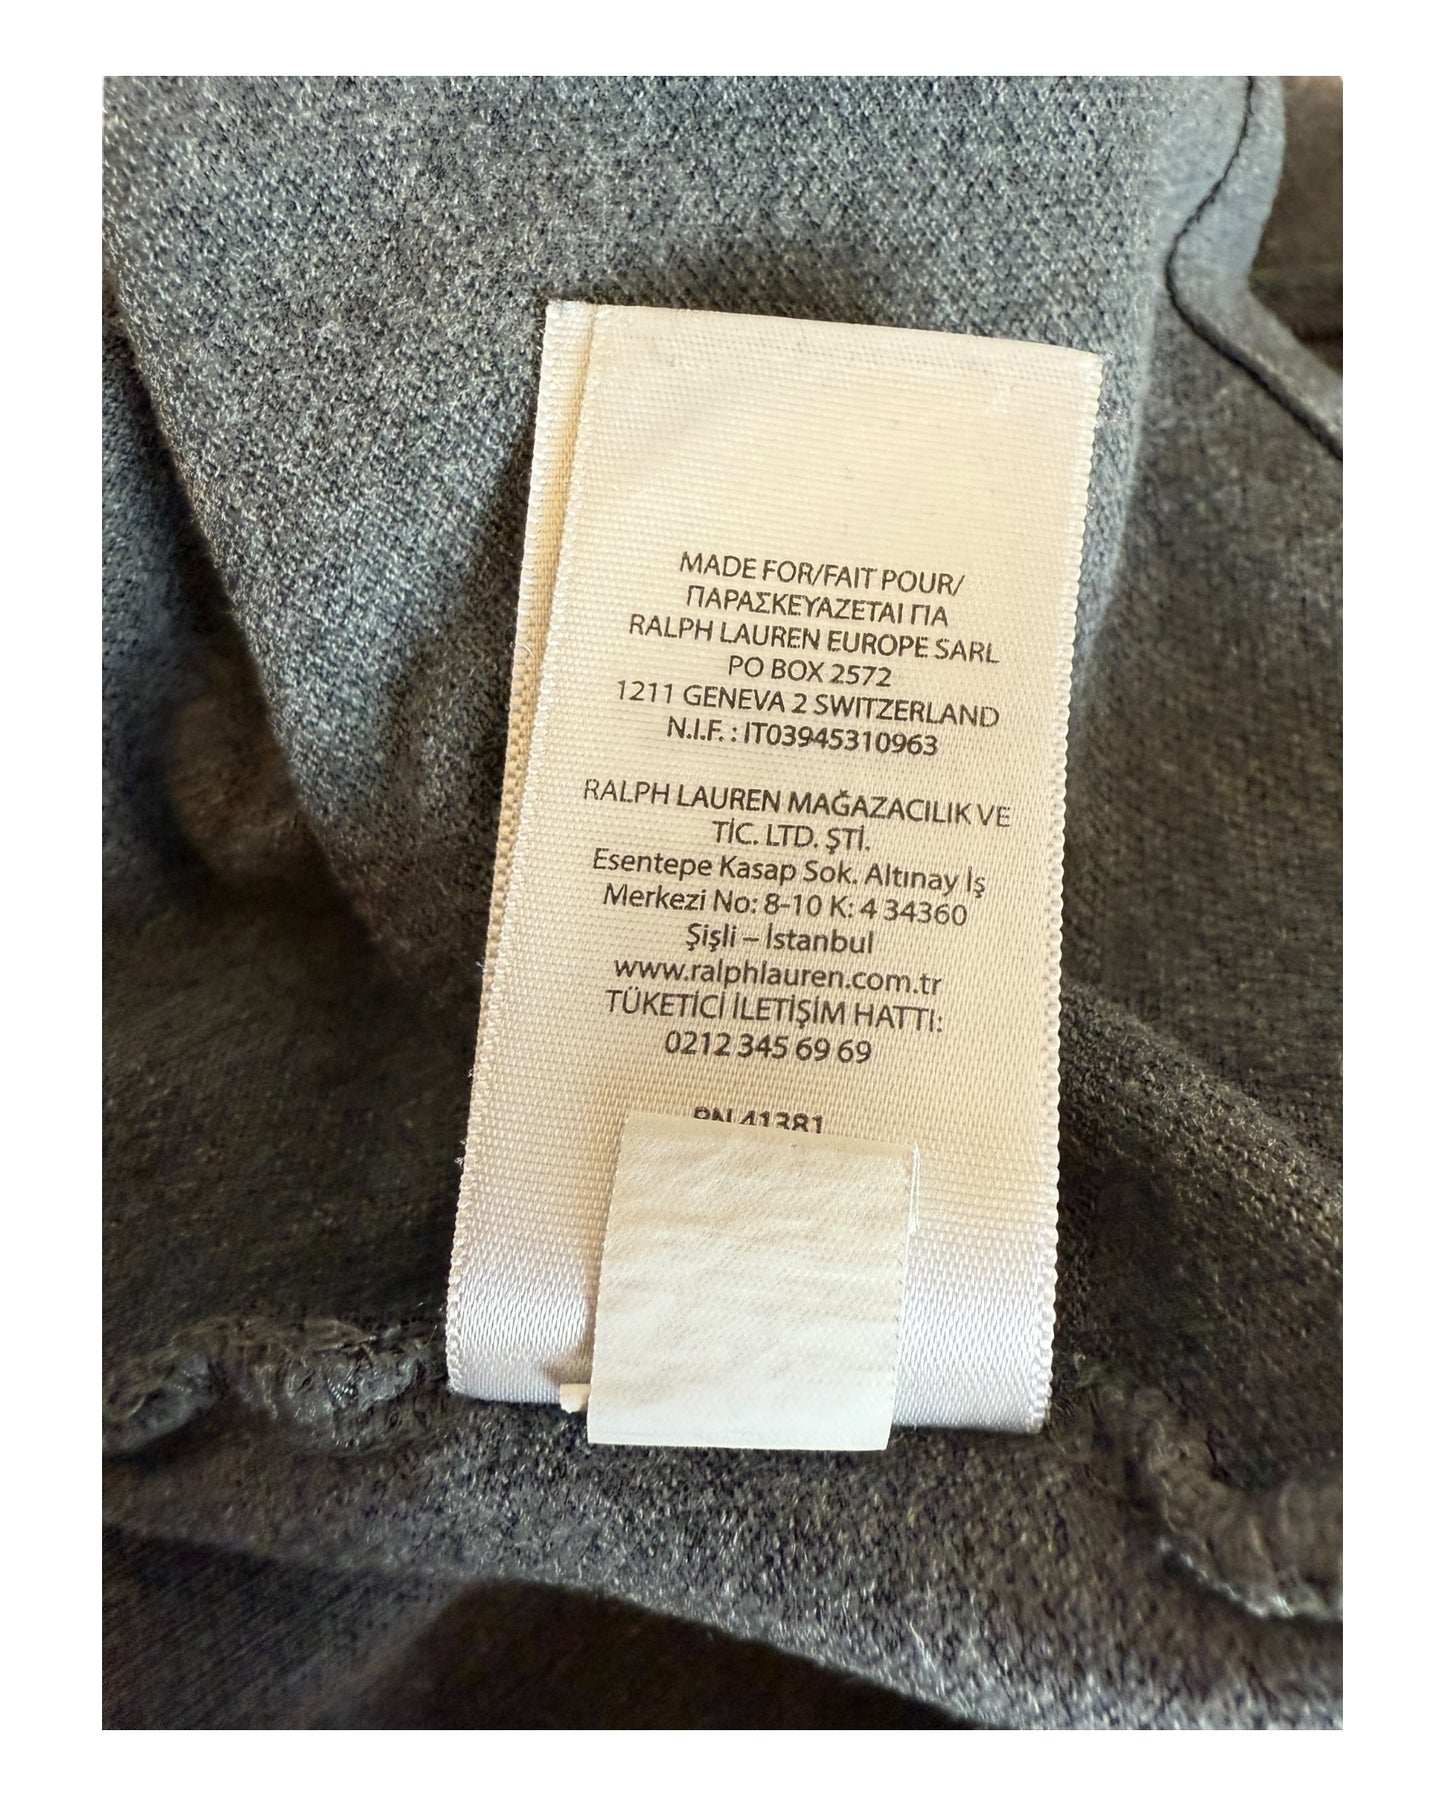 MADE FOR/FAIT POUR/
ΠΑΡΑΣΚΕΥΑΖΕΤΑΙ ΓΙΑ
RALPH LAUREN EUROPE SARL
PO BOX 2572
1211 GENEVA 2 SWITZERLAND
N.I.F. : IT03945310963
RALPH LAUREN MAĞAZACILIK VE
TİC. LTD. ŞTİ.
Esentepe Kasap Sok. Altınay İş
Merkezi No: 8-10 K: 4 34360
Şişli – İstanbul
www.ralphlauren.com.tr
TÜKETİCİ İLETİŞİM HATTI:
0212 345 69 69
RN 41381